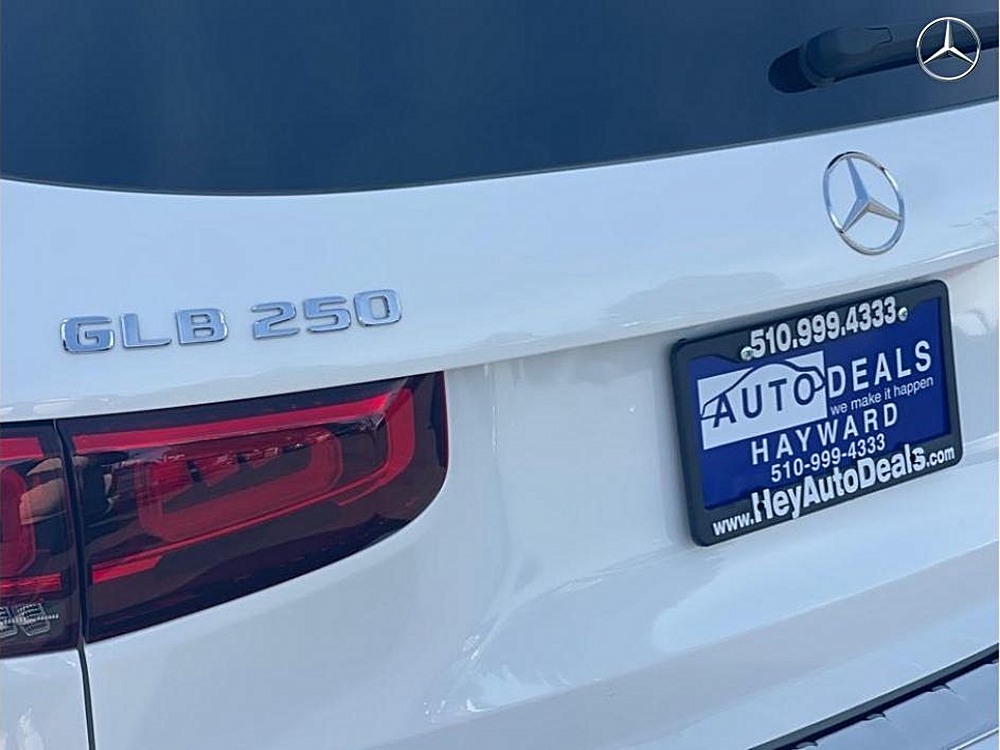 GLB 250
510.999.4333
AUTO DEALS
we make it happen
HAYWARD
510-999-4333
www.HeyAutoDeals.com